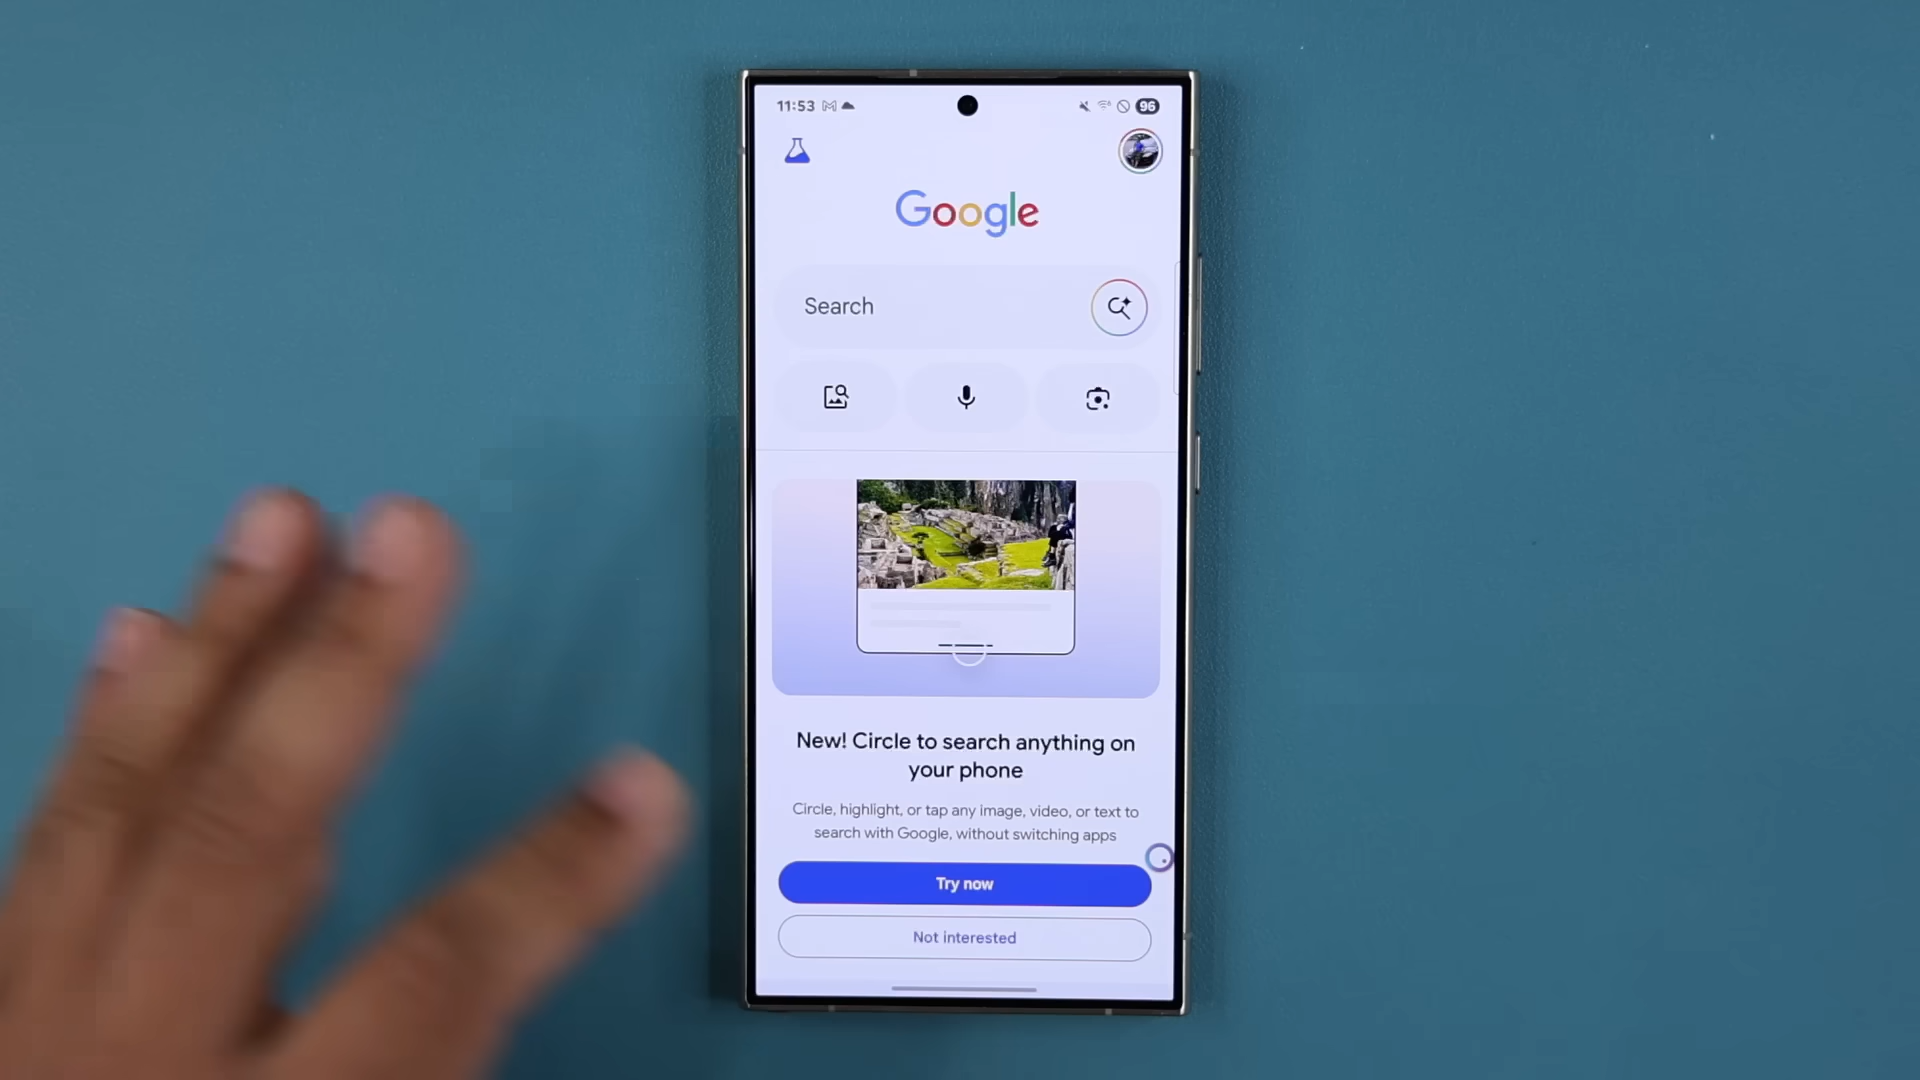 11:53
96
Google
Search
New! Circle to search anything on
your phone
Circle, highlight, or tap any image, video, or text to
search with Google, without switching apps
Try now
Not interested